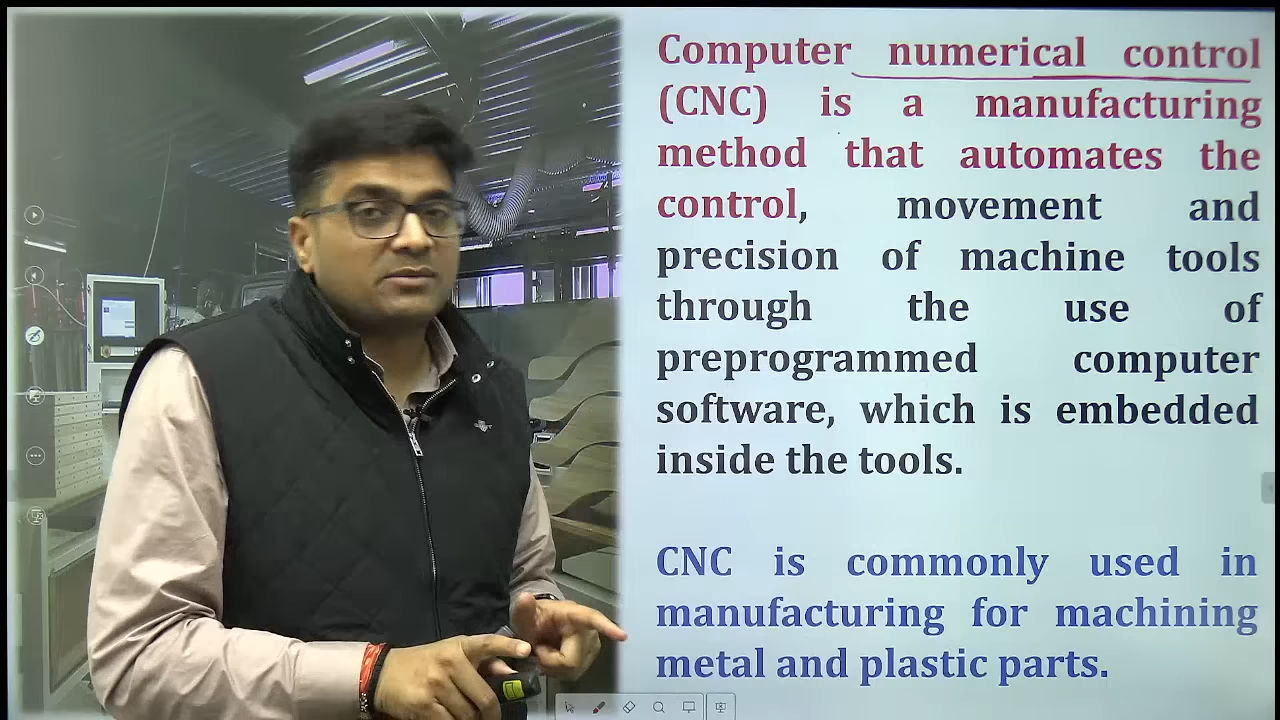 Computer numerical control
(CNC) is a manufacturing
method that automates the
control, movement and
precision of machine tools
through the use of
preprogrammed computer
software, which is embedded
inside the tools.
CNC is commonly used in
manufacturing for machining
metal and plastic parts.